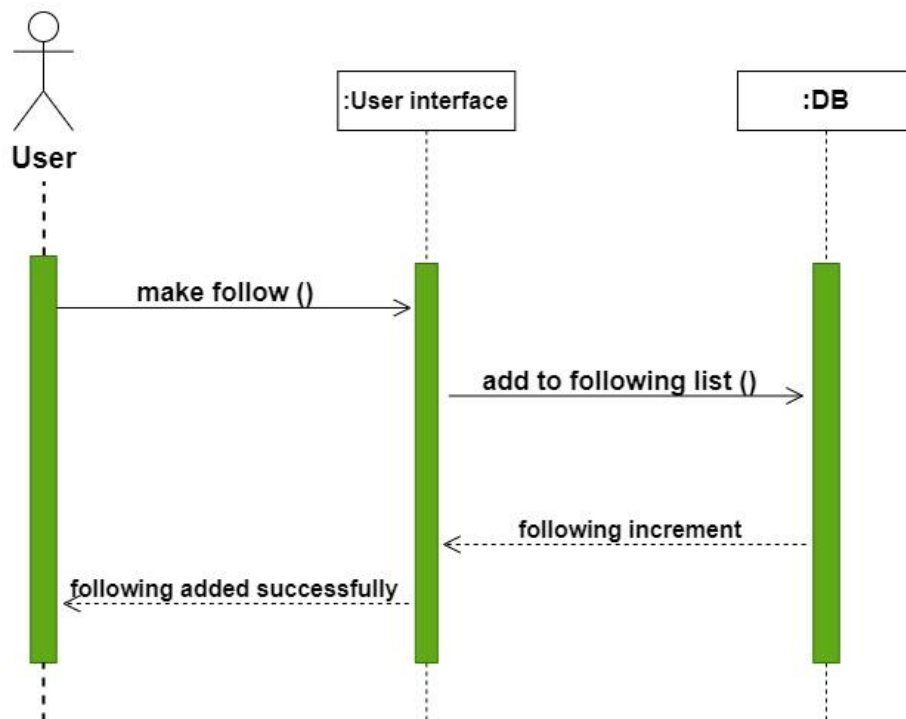 :User interface
:DB
User
make follow ()
add to following list ()
following increment
following added successfully